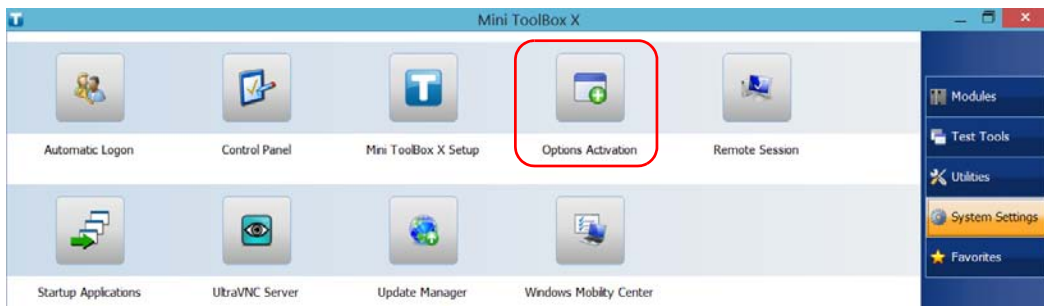 Mini ToolBox X
Automatic Logon
Control Panel
Mini ToolBox X Setup
Options Activation
Remote Session
Startup Applications
UltraVNC Server
Update Manager
Windows Mobility Center
Modules
Test Tools
Utilities
System Settings
Favorites